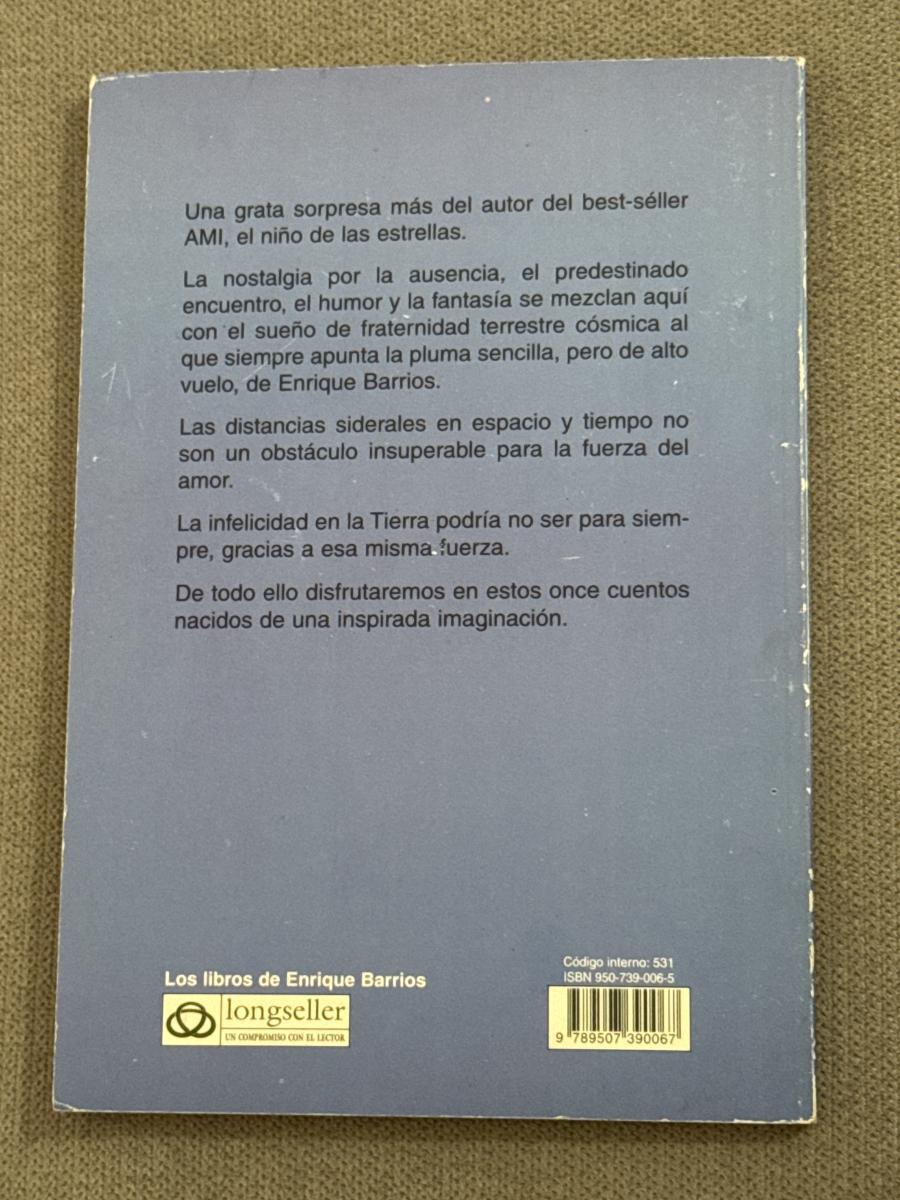 Una grata sorpresa más del autor del best-séller
AMI, el niño de las estrellas.
La nostalgia por la ausencia, el predestinado
encuentro, el humor y la fantasía se mezclan aquí
con el sueño de fraternidad terrestre cósmica al
que siempre apunta la pluma sencilla, pero de alto
vuelo, de Enrique Barrios.
Las distancias siderales en espacio y tiempo no
son un obstáculo insuperable para la fuerza del
amor.
La infelicidad en la Tierra podría no ser para siem-
pre, gracias a esa misma fuerza.
De todo ello disfrutaremos en estos once cuentos
nacidos de una inspirada imaginación.
Los libros de Enrique Barrios
longseller
UN COMPROMISO CON EL LECTOR
Código interno: 531
ISBN 950-739-006-5
9 789507 390067